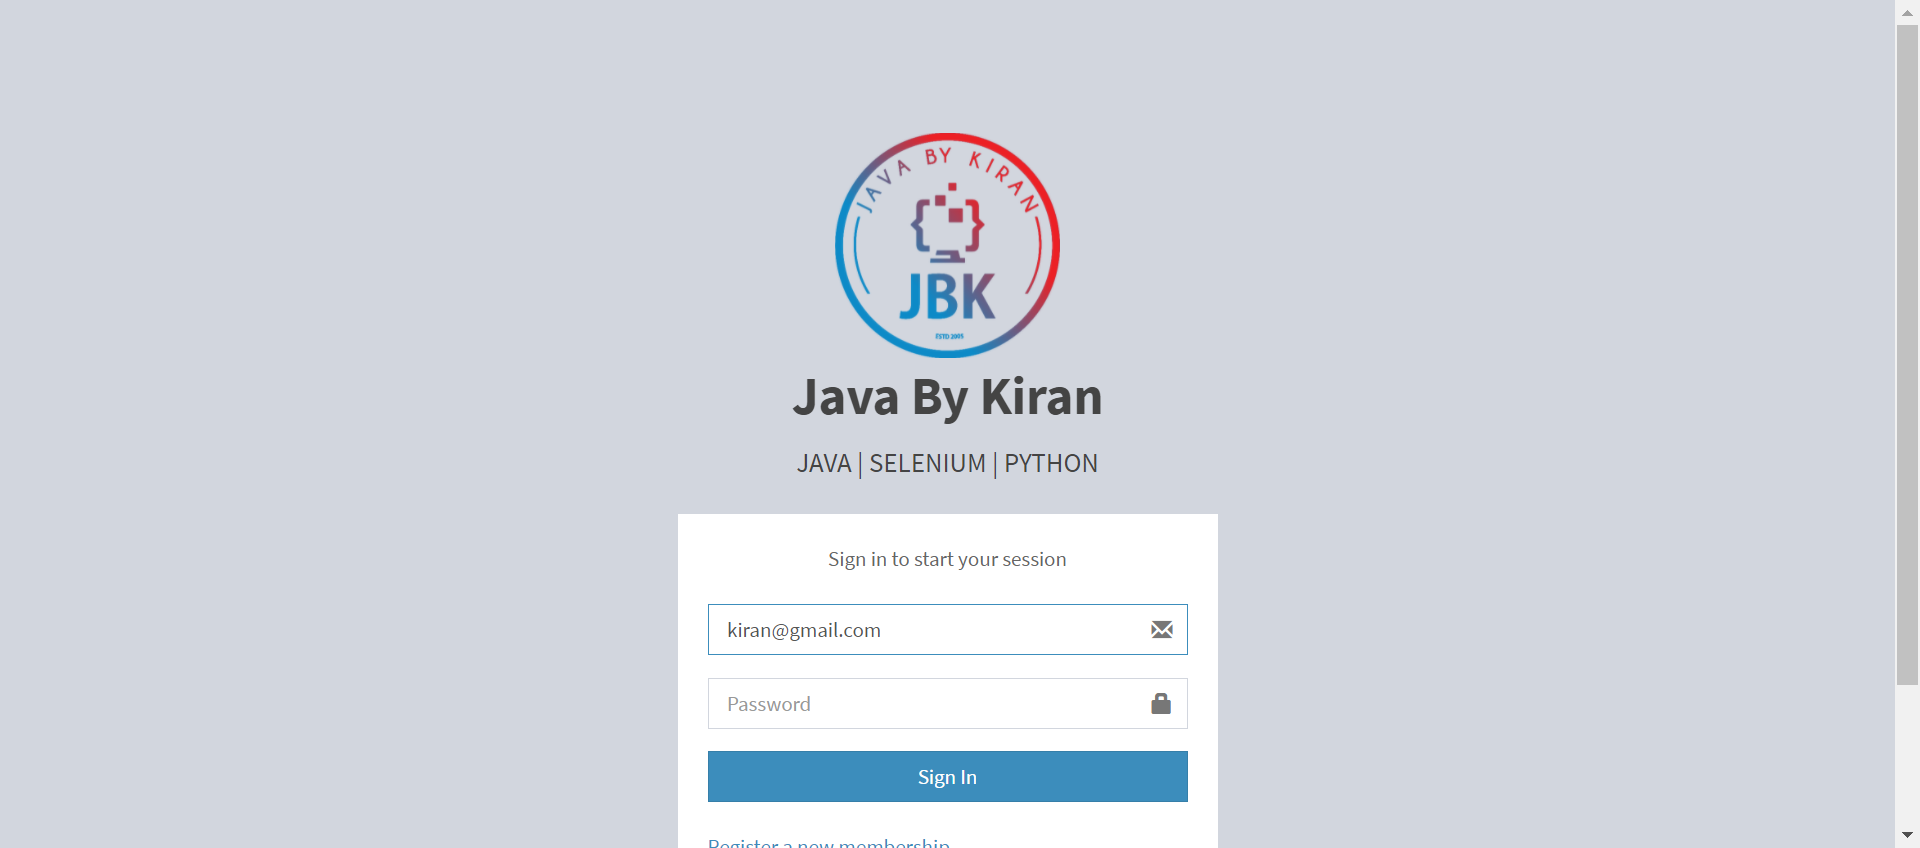 JAVA BY KIRAN
JBK
ESTD 2005
Java By Kiran
JAVA | SELENIUM | PYTHON
Sign in to start your session
kiran@gmail.com
Password
Sign In
Register a new membership